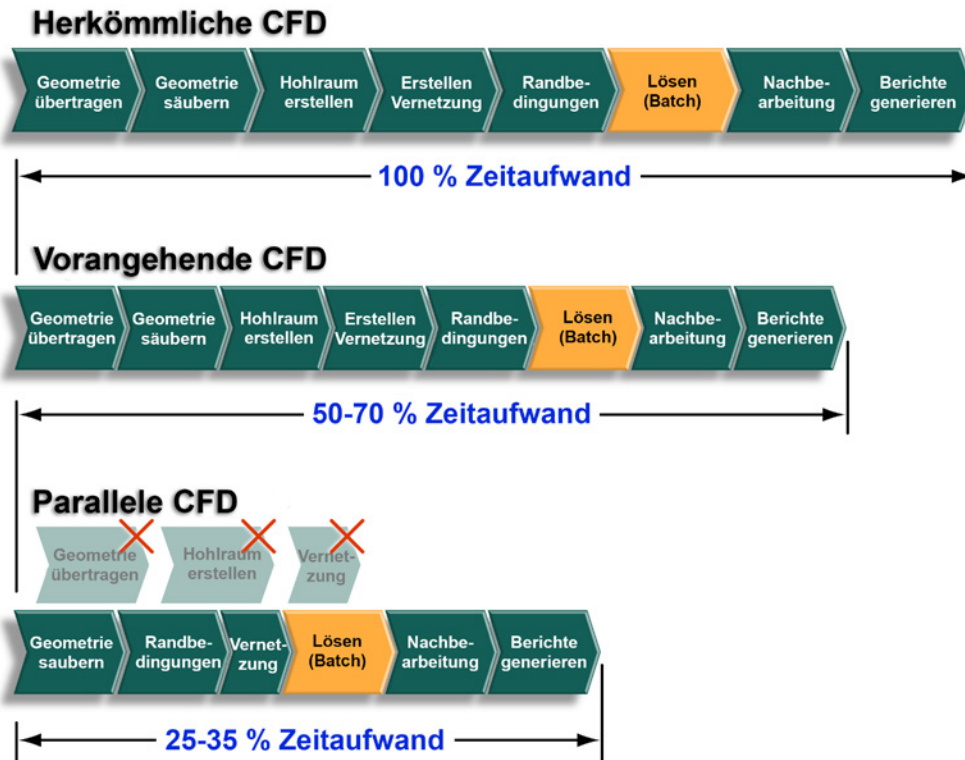 Herkömmliche CFD
Geometrie
übertragen
Geometrie
säubern
Hohlraum
erstellen
Erstellen
Vernetzung
Randbe-
dingungen
Lösen
(Batch)
Nachbe-
arbeitung
Berichte
generieren
100 % Zeitaufwand
Vorangehende CFD
Geometrie
übertragen
Geometrie
säubern
Hohlraum
erstellen
Erstellen
Vernetzung
Randbe-
dingungen
Lösen
(Batch)
Nachbe-
arbeitung
Berichte
generieren
50-70 % Zeitaufwand
Parallele CFD
Geometrie
übertragen
Hohlraum
erstellen
Vernet-
zung
Geometrie
saubern
Randbe-
dingungen
Vernet-
zung
Lösen
(Batch)
Nachbe-
arbeitung
Berichte
generieren
25-35 % Zeitaufwand